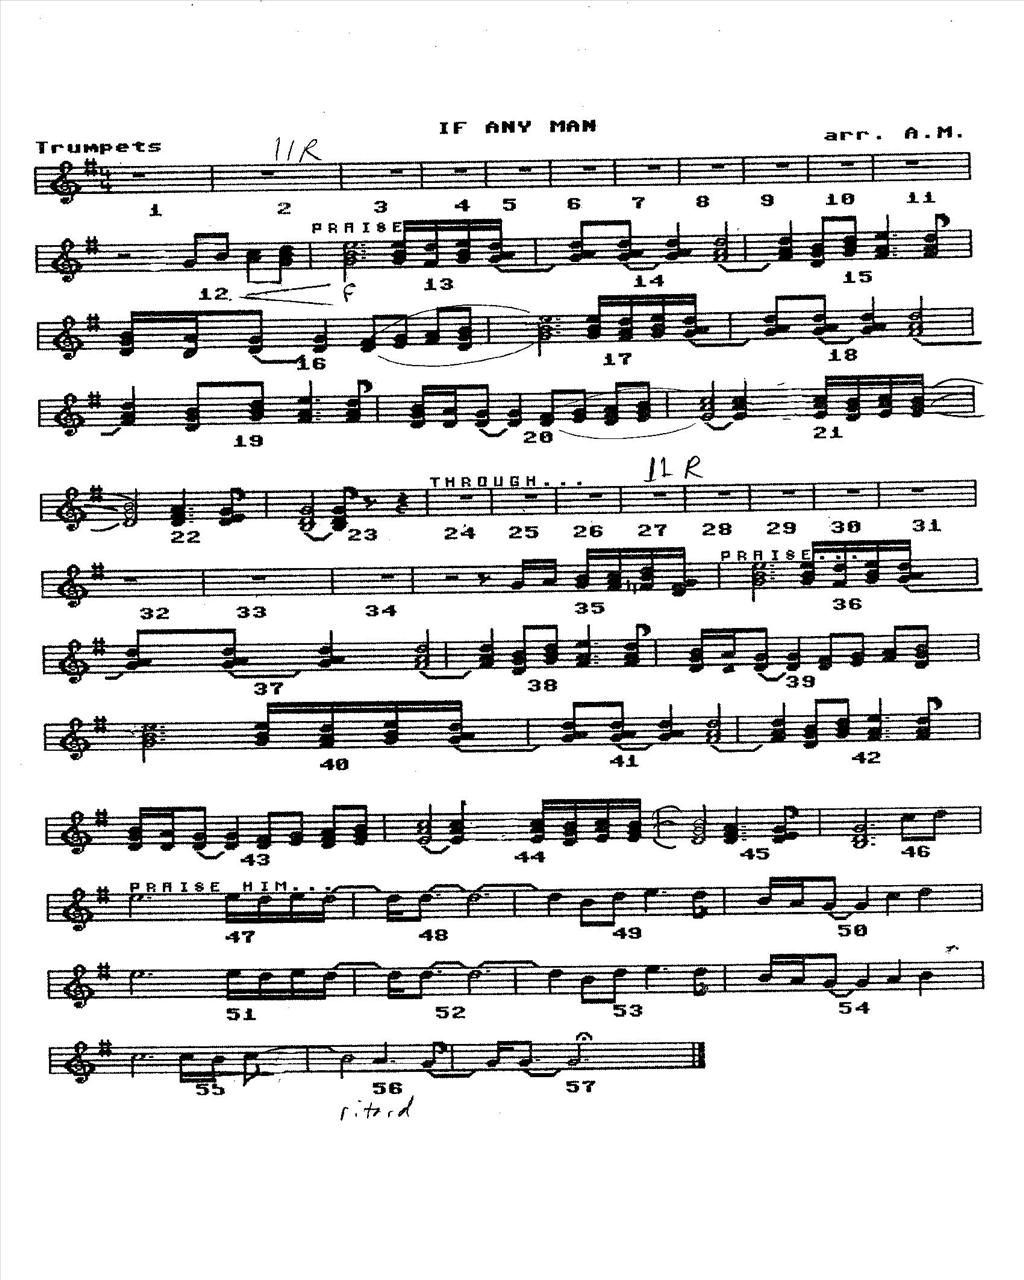 IF ANY MAN
Trumpets 11R arr. A.M.
1 2 3 4 5 6 7 8 9 10 11
PRAISE
12 f 13 14 15
16 17 18
19 20 21
THROUGH... 11 R
22 23 24 25 26 27 28 29 30 31
PRAISE...
32 33 34 35 36
37 38 39
40 41 42
43 44 45 46
PRAISE HIM...
47 48 49 50
51 52 53 54
55 56 57
ritard